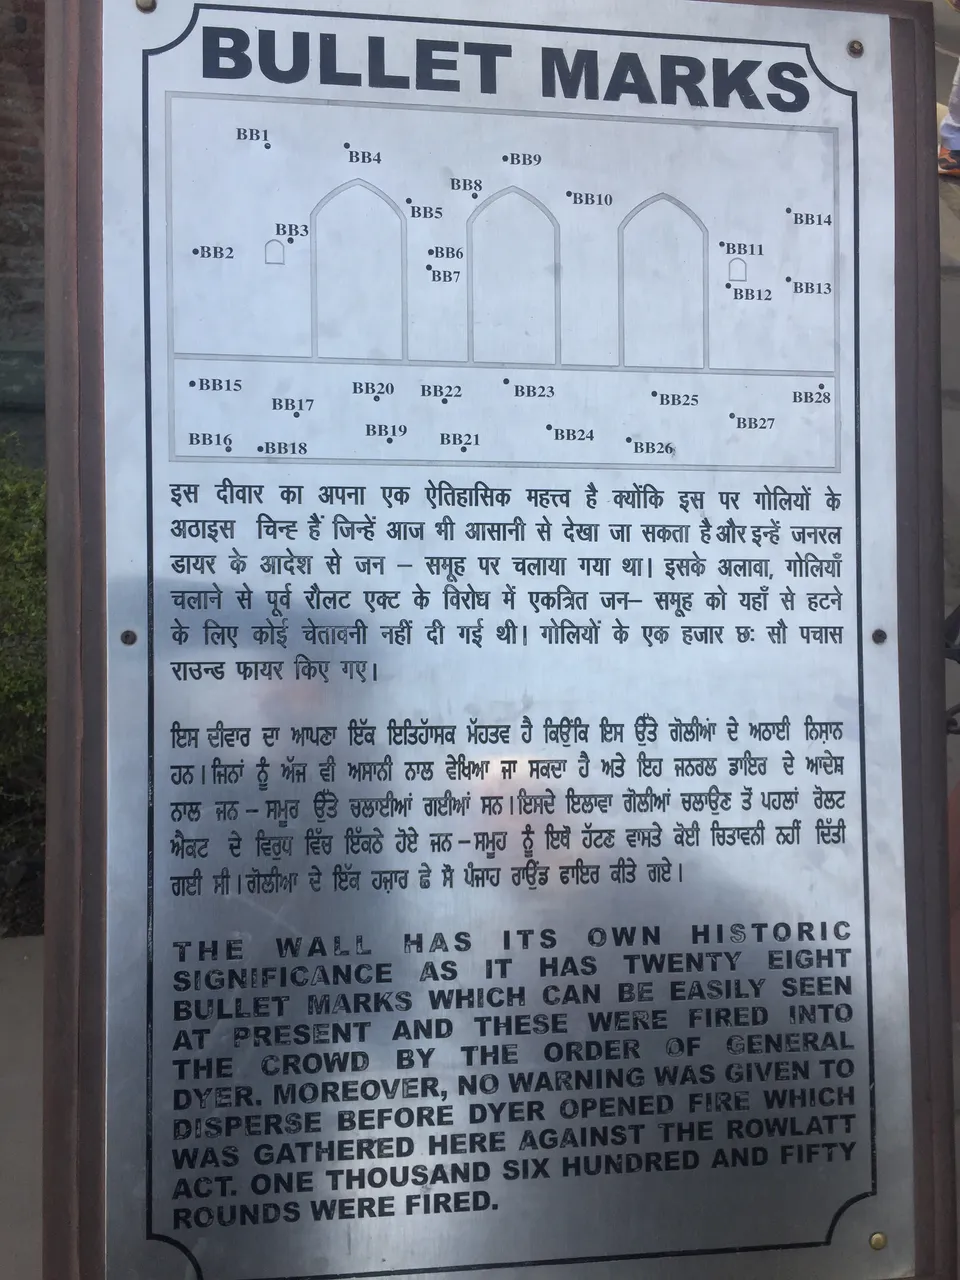 BULLET MARKS
BB1
BB4
BB9
BB8
BB10
BB5
BB14
BB3
BB2
BB6
BB11
BB7
BB13
BB12
BB15
BB20
BB22
BB23
BB28
BB17
BB25
BB27
BB19
BB24
BB16
BB18
BB21
BB26
इस दीवार का अपना एक ऐतिहासिक महत्त्व है क्योंकि इस पर गोलियों के
अठाइस चिन्ह हैं जिन्हें आज भी आसानी से देखा जा सकता है और इन्हें जनरल
डायर के आदेश से जन – समूह पर चलाया गया था। इसके अलावा, गोलियाँ
चलाने से पूर्व रौलट एक्ट के विरोध में एकत्रित जन– समूह को यहाँ से हटने
के लिए कोई चेतावनी नहीं दी गई थी। गोलियों के एक हजार छः सौ पचास
राउन्ड फायर किए गए।
ਇਸ ਦੀਵਾਰ ਦਾ ਆਪਣਾ ਇੱਕ ਇਤਿਹਾਂਸਕ ਮੱਹਤਵ ਹੈ ਕਿਉਂਕਿ ਇਸ ਉੱਤੇ ਗੋਲੀਆਂ ਦੇ ਅਠਾਈ ਨਿਸ਼ਾਨ
ਹਨ।ਜਿਨਾਂ ਨੂੰ ਅੱਜ ਵੀ ਅਸਾਨੀ ਨਾਲ ਵੇਖਿਆ ਜਾ ਸਕਦਾ ਹੈ ਅਤੇ ਇਹ ਜਨਰਲ ਡਾਇਰ ਦੇ ਆਦੇਸ਼
ਨਾਲ ਜਨ – ਸਮੂਰ ਉੱਤੇ ਚਲਾਈਆਂ ਗਈਆਂ ਸਨ।ਇਸਦੇ ਇਲਾਵਾ ਗੋਲੀਆਂ ਚਲਾਉਣ ਤੋਂ ਪਹਲਾਂ ਰੋਲਟ
ਐਕਟ ਦੇ ਵਿਰੁਧ ਵਿੱਚ ਇੱਕਠੇ ਹੋਏ ਜਨ–ਸਮੂਹ ਨੂੰ ਇਥੋ ਹੱਟਣ ਵਾਸਤੇ ਕੋਈ ਚਿਤਾਵਨੀ ਨਹੀਂ ਦਿੱਤੀ
ਗਈ ਸੀ।ਗੋਲੀਆ ਦੇ ਇੱਕ ਹਜ਼ਾਰ ਛੇ ਸੋ ਪੰਜਾਹ ਰਾਉਂਡ ਫਾਇਰ ਕੀਤੇ ਗਏ।
THE WALL HAS ITS OWN HISTORIC
SIGNIFICANCE AS IT HAS TWENTY EIGHT
BULLET MARKS WHICH CAN BE EASILY SEEN
AT PRESENT AND THESE WERE FIRED INTO
THE CROWD BY THE ORDER OF GENERAL
DYER. MOREOVER, NO WARNING WAS GIVEN TO
DISPERSE BEFORE DYER OPENED FIRE WHICH
WAS GATHERED HERE AGAINST THE ROWLATT
ACT. ONE THOUSAND SIX HUNDRED AND FIFTY
ROUNDS WERE FIRED.